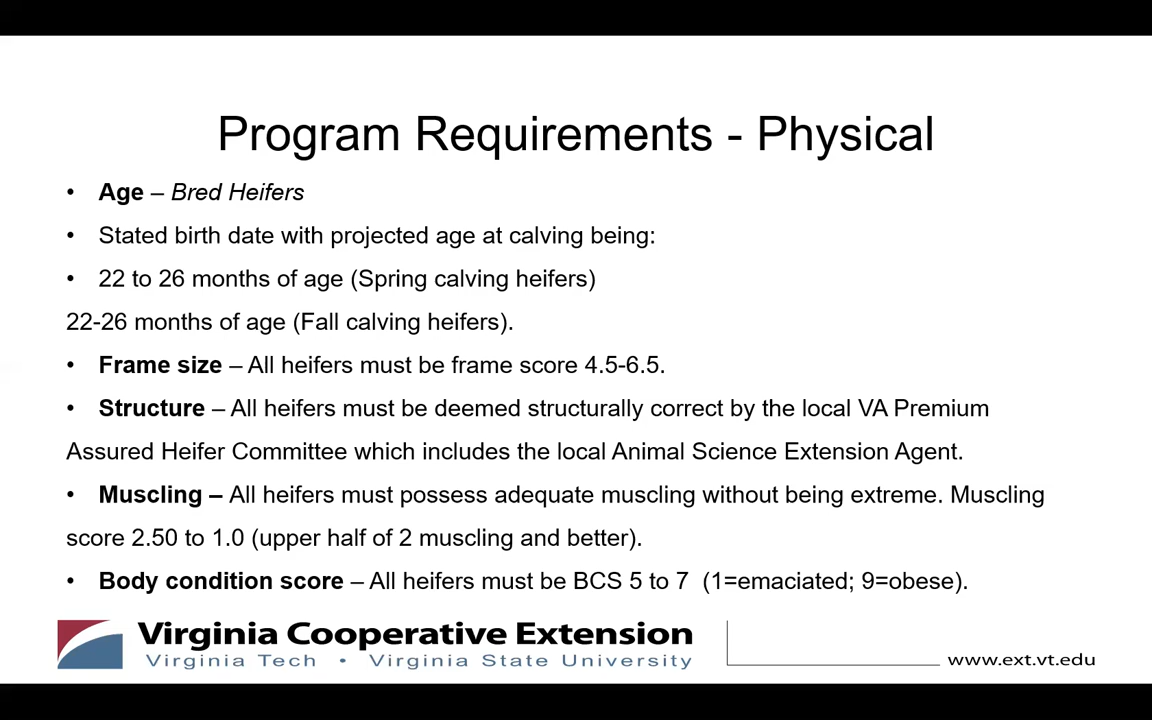 Program Requirements - Physical
• Age – Bred Heifers
• Stated birth date with projected age at calving being:
• 22 to 26 months of age (Spring calving heifers)
22-26 months of age (Fall calving heifers).
• Frame size – All heifers must be frame score 4.5-6.5.
• Structure – All heifers must be deemed structurally correct by the local VA Premium
Assured Heifer Committee which includes the local Animal Science Extension Agent.
• Muscling – All heifers must possess adequate muscling without being extreme. Muscling
score 2.50 to 1.0 (upper half of 2 muscling and better).
• Body condition score – All heifers must be BCS 5 to 7 (1=emaciated; 9=obese).
Virginia Cooperative Extension
Virginia Tech • Virginia State University
www.ext.vt.edu